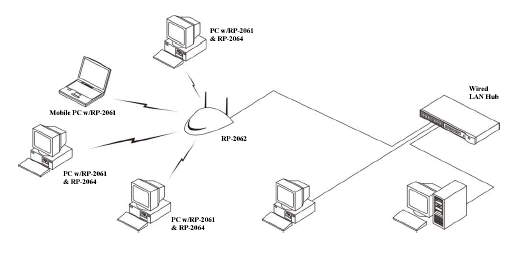 PC w/RP-2061
& RP-2064
Mobile PC w/RP-2061
RP-2062
Wired
LAN Hub
PC w/RP-2061
& RP-2064
PC w/RP-2061
& RP-2064